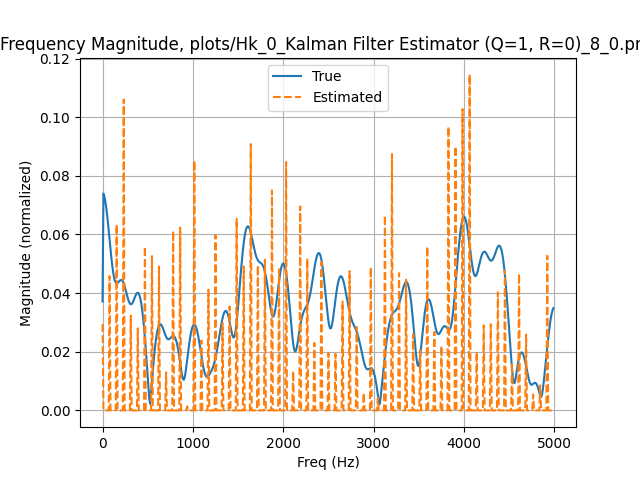 Frequency Magnitude, plots/Hk_0_Kalman Filter Estimator (Q=1, R=0)_8_0.pr
True
Estimated
0.12
0.10
0.08
0.06
0.04
0.02
0.00
Magnitude (normalized)
0 1000 2000 3000 4000 5000
Freq (Hz)